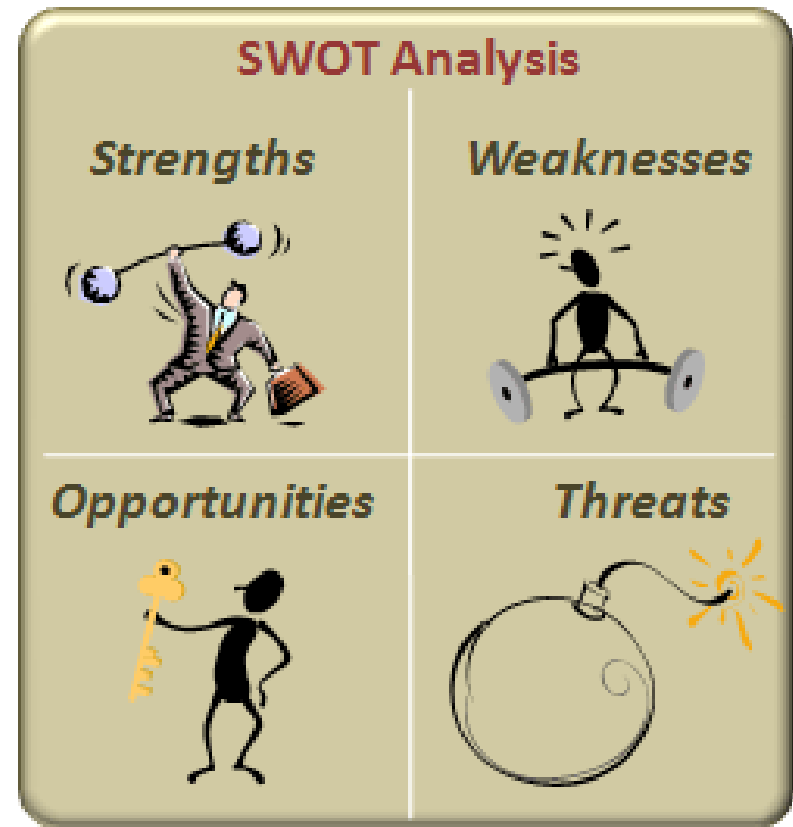 SWOT Analysis
Strengths
Weaknesses
Opportunities
Threats